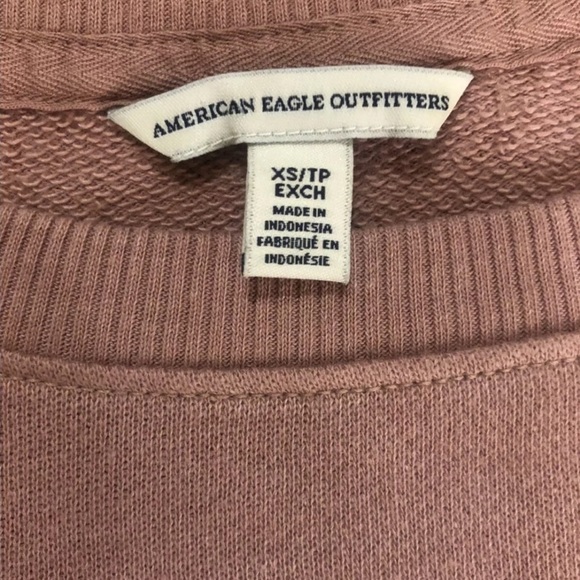 AMERICAN EAGLE OUTFITTERS
XS/TP
EXCH
MADE IN
INDONESIA
FABRIQUÉ EN
INDONÉSIE